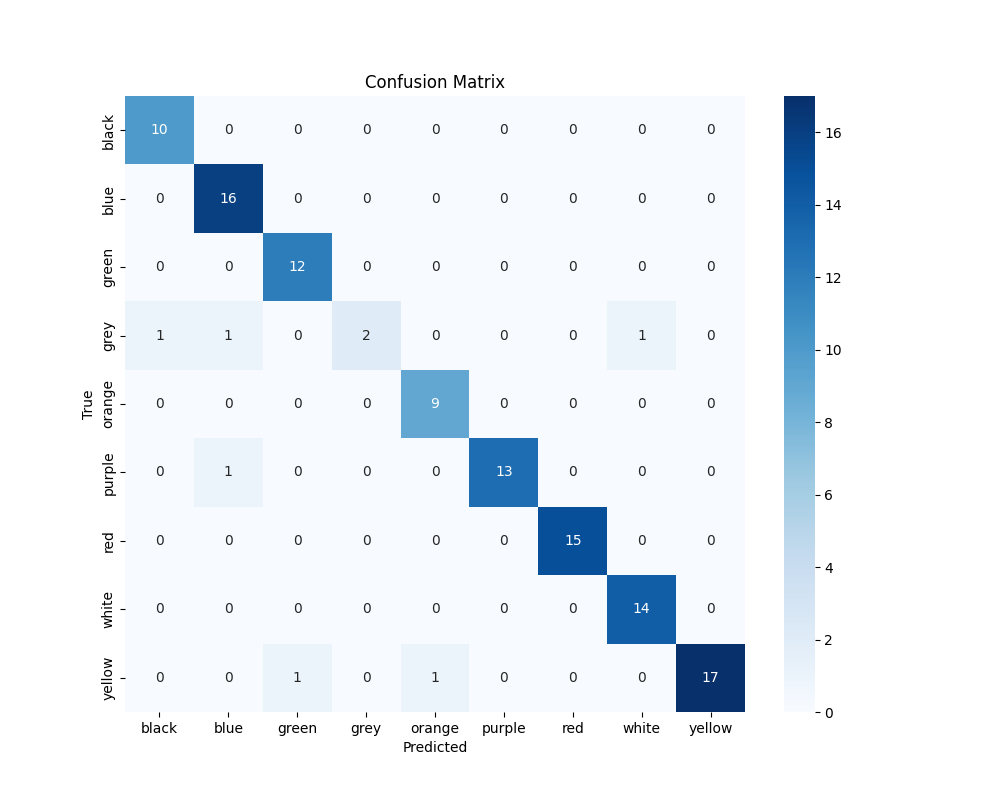 Confusion Matrix
black 10 0 0 0 0 0 0 0 0
blue 0 16 0 0 0 0 0 0 0
green 0 0 12 0 0 0 0 0 0
grey 1 1 0 2 0 0 0 1 0
orange 0 0 0 0 9 0 0 0 0
purple 0 1 0 0 0 13 0 0 0
red 0 0 0 0 0 0 15 0 0
white 0 0 0 0 0 0 0 14 0
yellow 0 0 1 0 1 0 0 0 17
True
black blue green grey orange purple red white yellow
Predicted
16
14
12
10
8
6
4
2
0